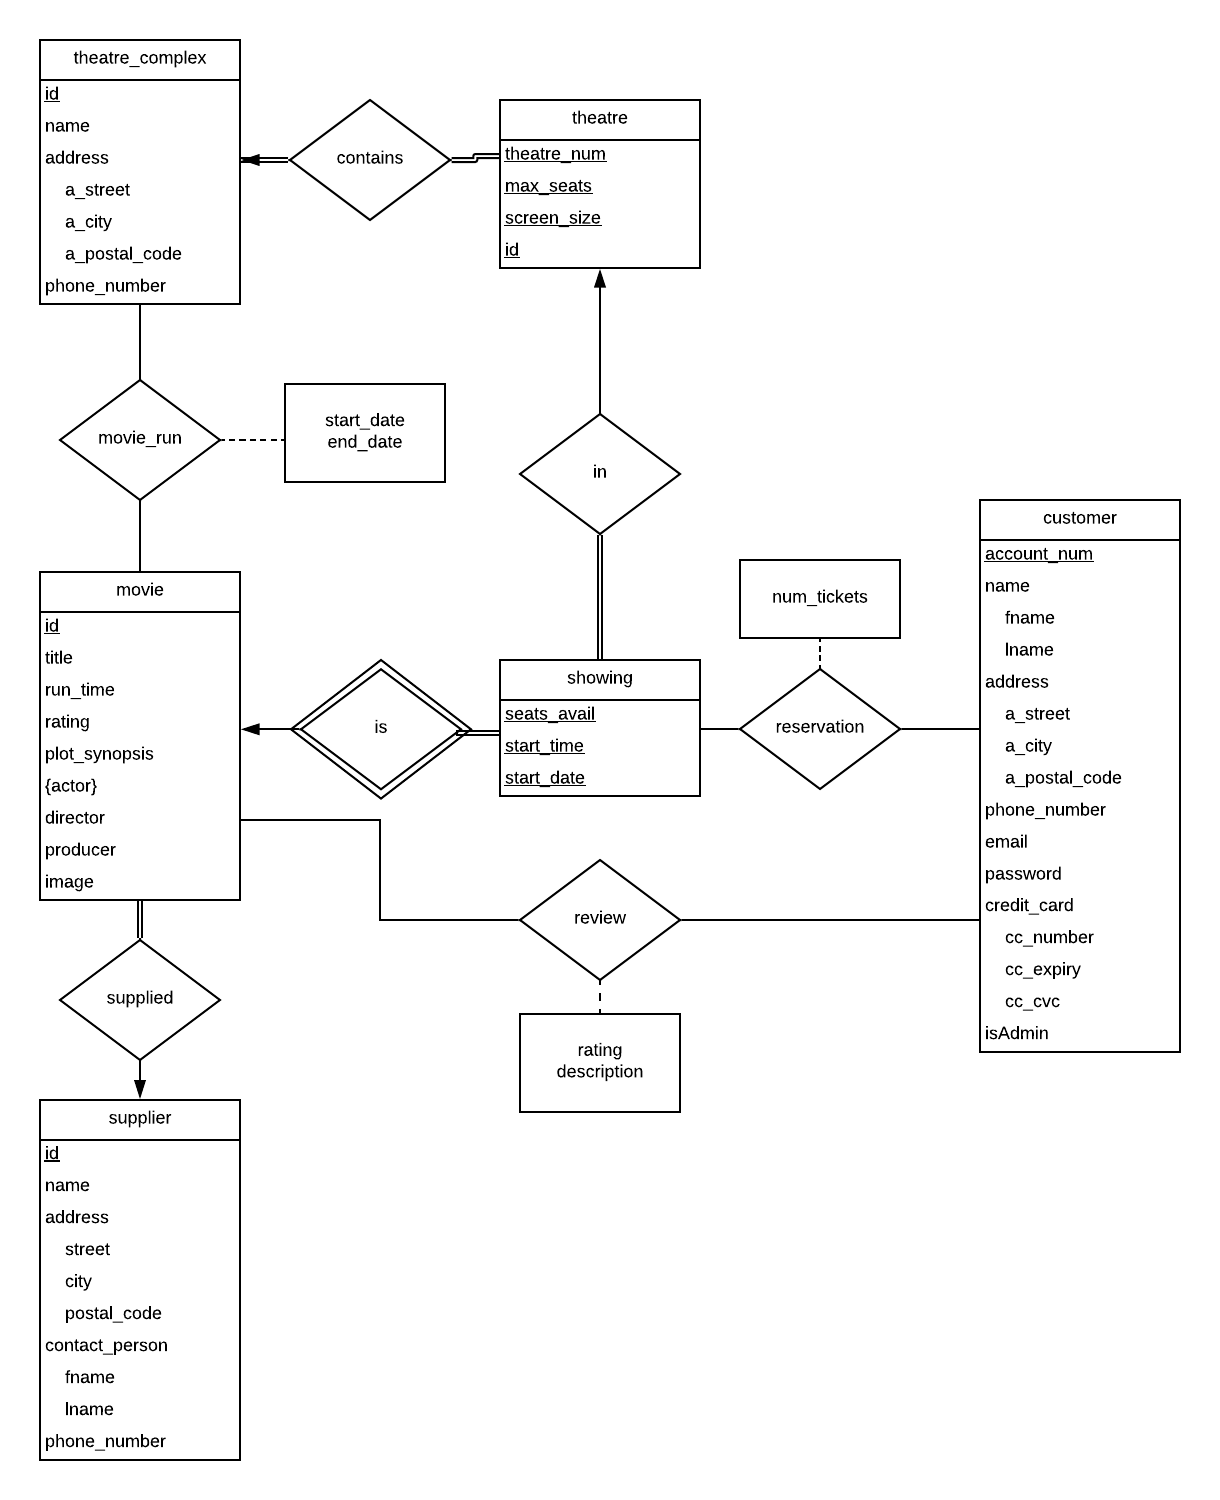 theatre_complex
id
name
address
a_street
a_city
a_postal_code
phone_number
contains
theatre
theatre_num
max_seats
screen_size
id
movie_run
start_date
end_date
in
movie
id
title
run_time
rating
plot_synopsis
{actor}
director
producer
image
is
showing
seats_avail
start_time
start_date
num_tickets
reservation
customer
account_num
name
fname
lname
address
a_street
a_city
a_postal_code
phone_number
email
password
credit_card
cc_number
cc_expiry
cc_cvc
isAdmin
review
rating
description
supplied
supplier
id
name
address
street
city
postal_code
contact_person
fname
lname
phone_number